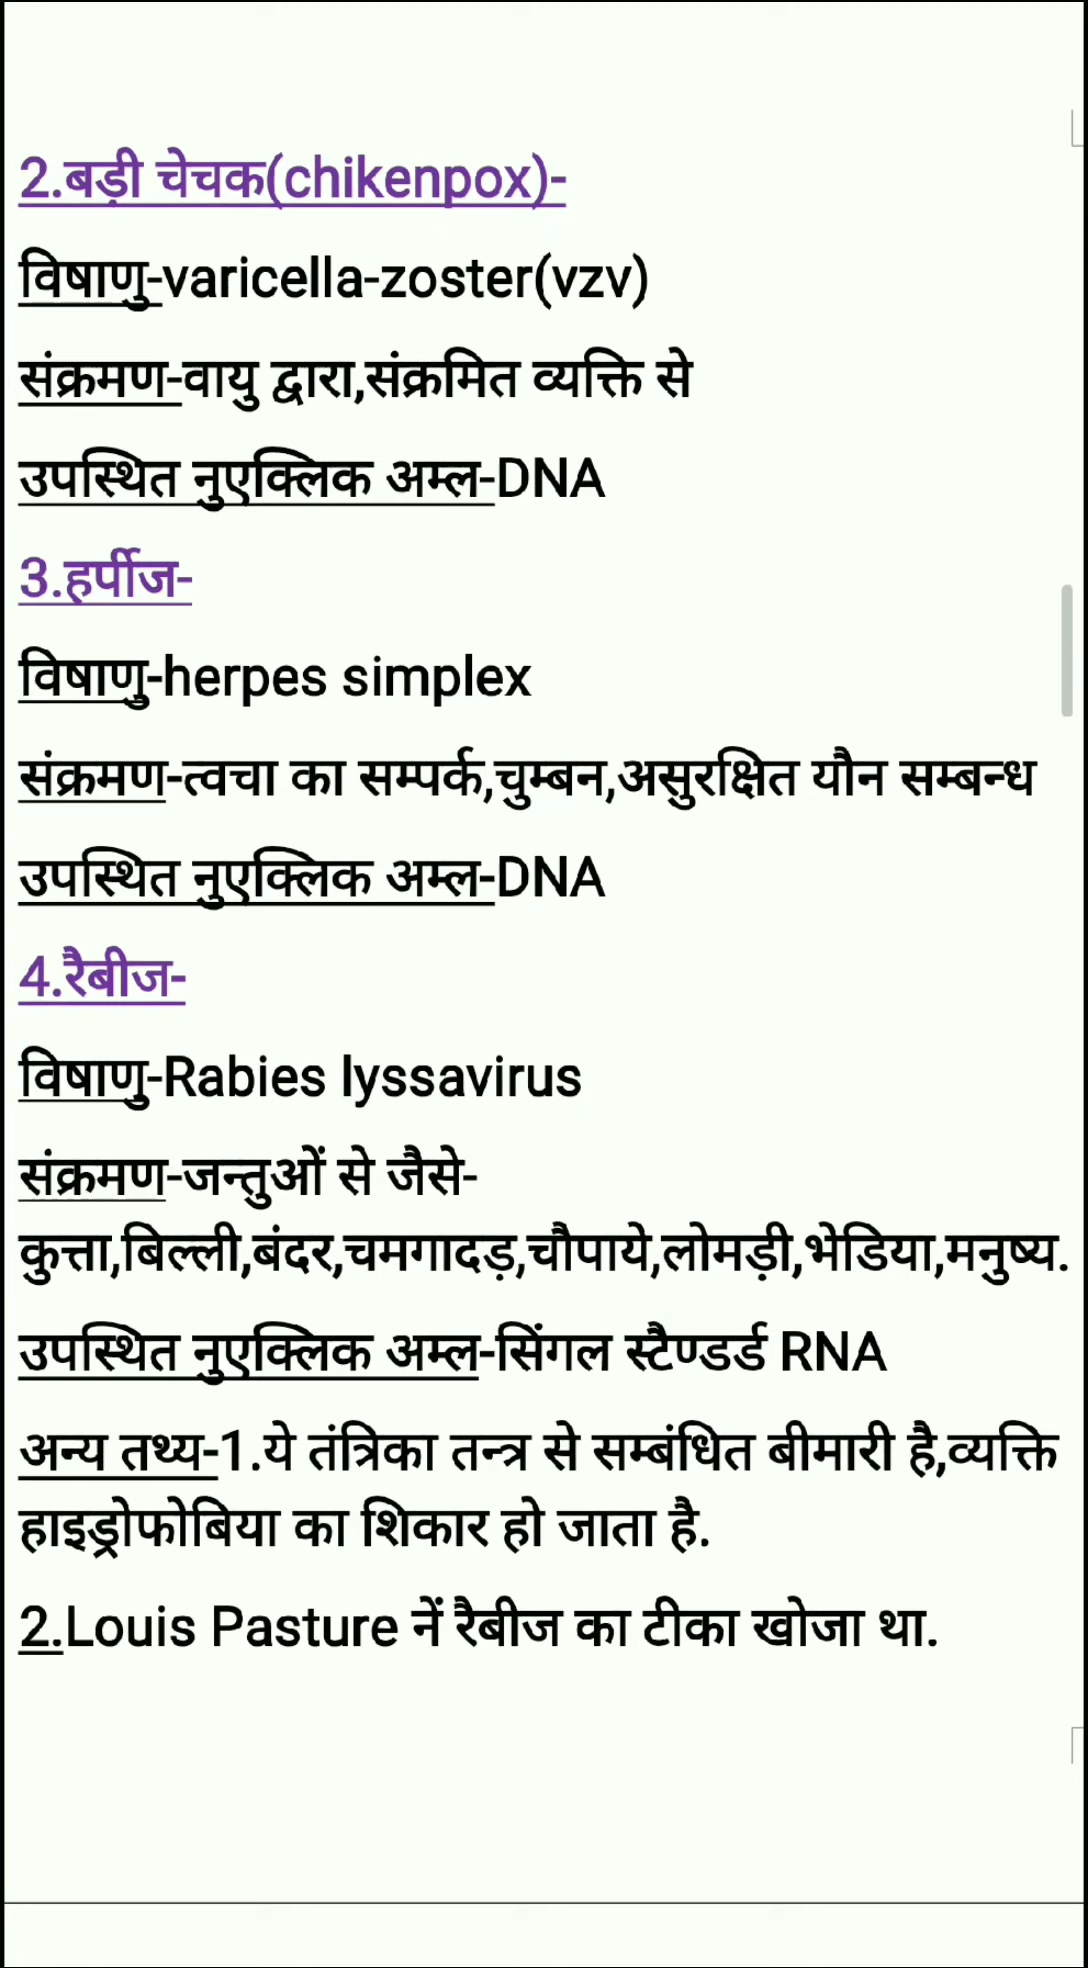 2.बड़ी चेचक(chikenpox)-
विषाणु-varicella-zoster(vzv)
संक्रमण-वायु द्वारा,संक्रमित व्यक्ति से
उपस्थित नुएक्लिक अम्ल-DNA
3.हर्पीज-
विषाणु-herpes simplex
संक्रमण-त्वचा का सम्पर्क,चुम्बन,असुरक्षित यौन सम्बन्ध
उपस्थित नुएक्लिक अम्ल-DNA
4.रैबीज-
विषाणु-Rabies lyssavirus
संक्रमण-जन्तुओं से जैसे-
कुत्ता,बिल्ली,बंदर,चमगादड़,चौपाये,लोमड़ी,भेडिया,मनुष्य.
उपस्थित नुएक्लिक अम्ल-सिंगल स्टैण्डर्ड RNA
अन्य तथ्य-1.ये तंत्रिका तन्त्र से सम्बंधित बीमारी है,व्यक्ति
हाइड्रोफोबिया का शिकार हो जाता है.
2.Louis Pasture नें रैबीज का टीका खोजा था.